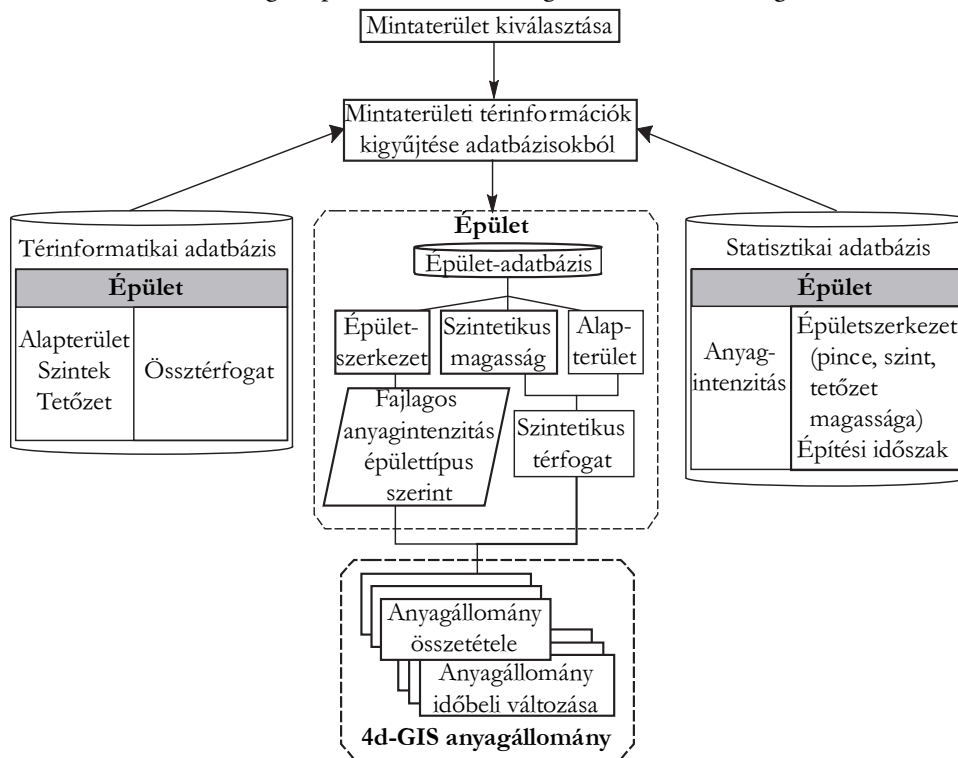 Mintaterület kiválasztása
Mintaterületi térinformációk
kigyűjtése adatbázisokból
Térinformatikai adatbázis
Épület
Alapterület
Szintek
Tetőzet
Össztérfogat
Épület
Épület-adatbázis
Épület-
szerkezet
Szintetikus
magasság
Alap-
terület
Fajlagos
anyagintenzitás
épülettípus
szerint
Szintetikus
térfogat
Statisztikai adatbázis
Épület
Anyag-
intenzitás
Épületszerkezet
(pince, szint,
tetőzet
magassága)
Építési időszak
Anyagállomány
összetétele
Anyagállomány
időbeli változása
4d-GIS anyagállomány